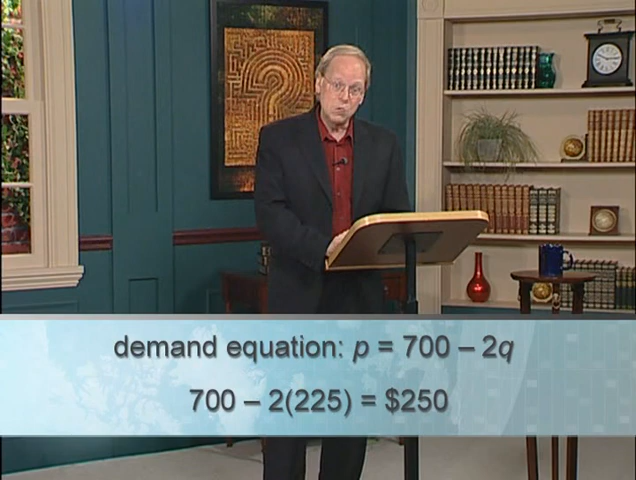 demand equation: p = 700 – 2q
700 – 2(225) = $250